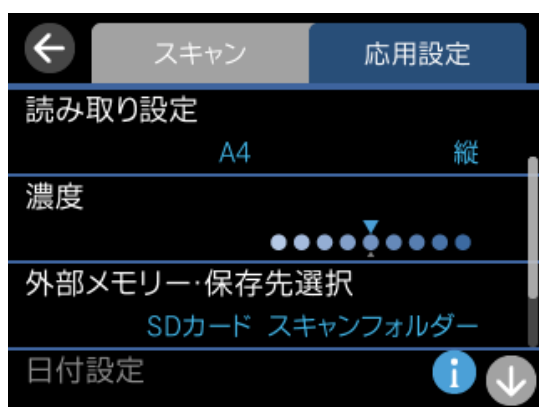 スキャン 応用設定
読み取り設定
A4 縦
濃度
外部メモリー・保存先選択
SDカード スキャンフォルダー
日付設定 i